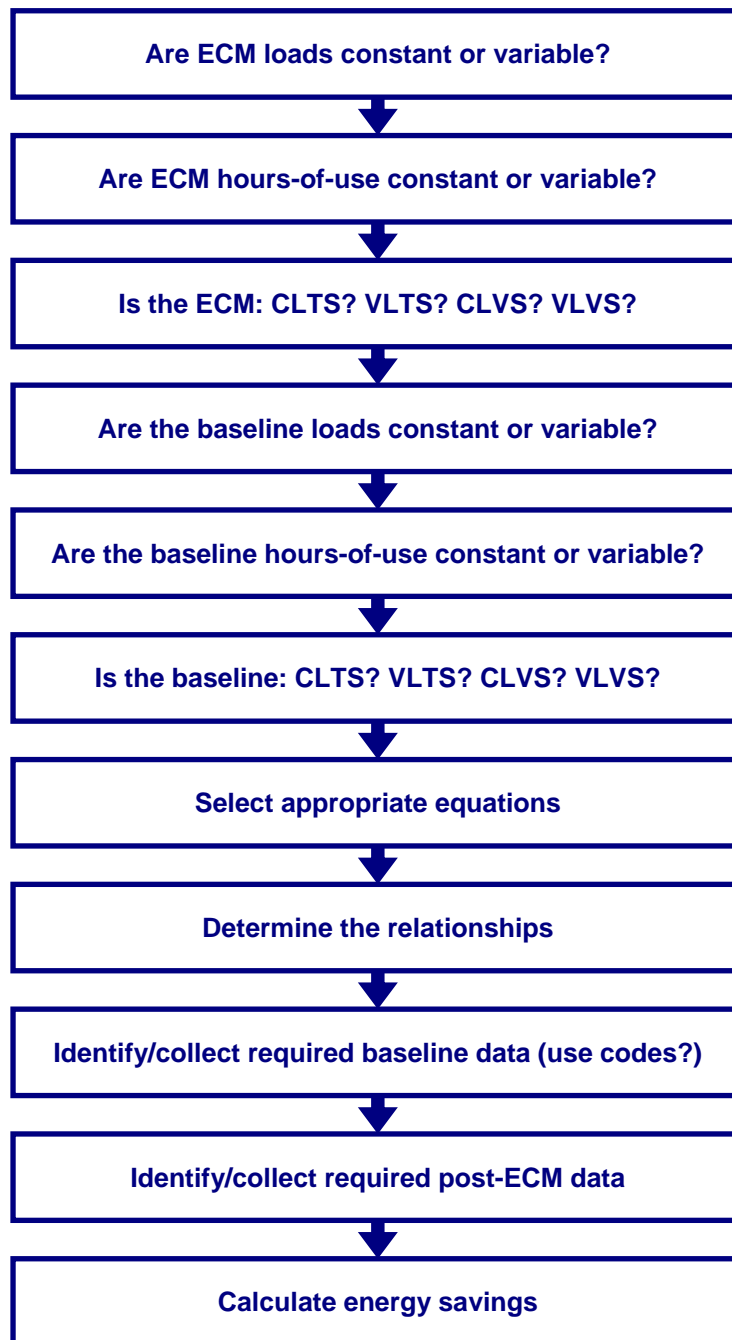 Are ECM loads constant or variable?
Are ECM hours-of-use constant or variable?
Is the ECM: CLTS? VLTS? CLVS? VLVS?
Are the baseline loads constant or variable?
Are the baseline hours-of-use constant or variable?
Is the baseline: CLTS? VLTS? CLVS? VLVS?
Select appropriate equations
Determine the relationships
Identify/collect required baseline data (use codes?)
Identify/collect required post-ECM data
Calculate energy savings